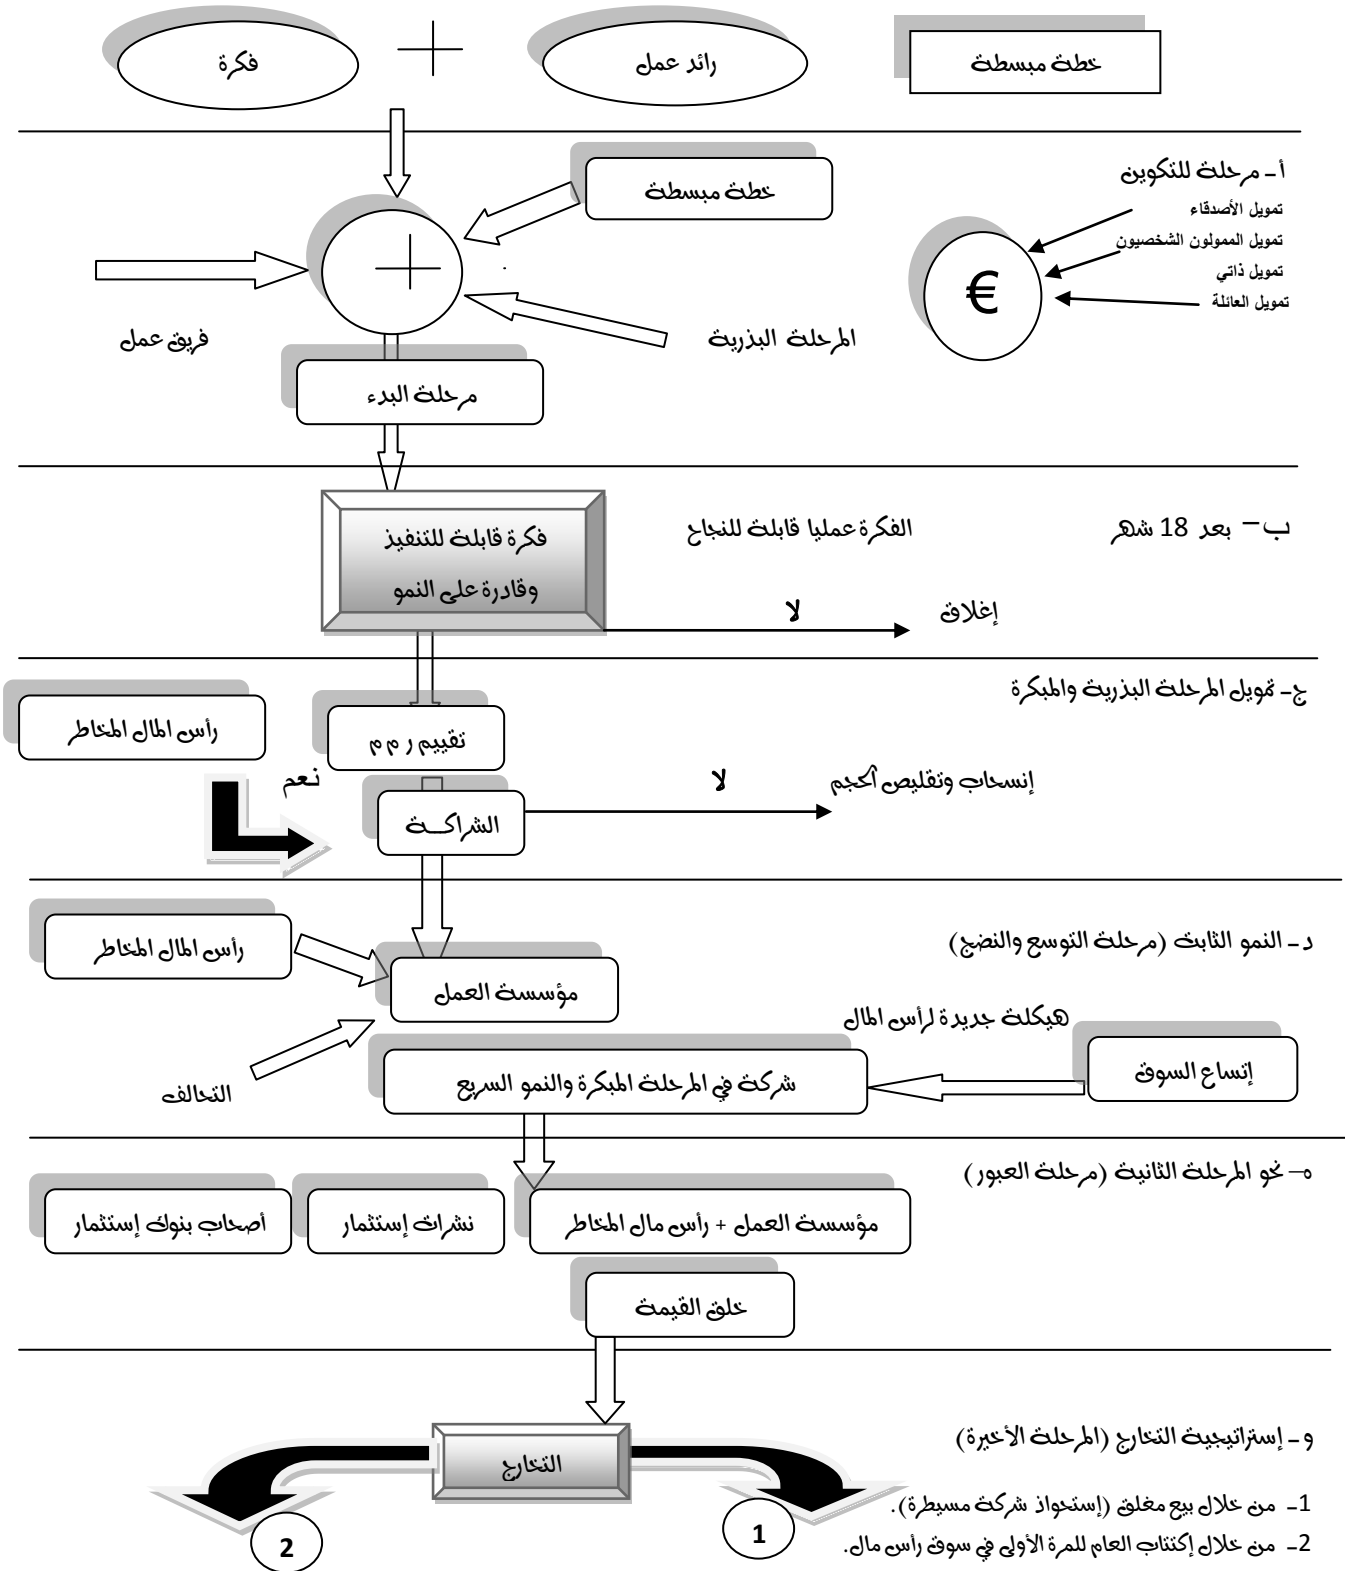 خطة مبسطة
رائد عمل
+
فكرة
أ- مرحلة للتكوين
تمويل الأصدقاء
تمويل الممولون الشخصيون
تمويل ذاتي
تمويل العائلة
€
خطة مبسطة
+
المرحلة البذرية
فريق عمل
مرحلة البدء
ب – بعد 18 شهر
الفكرة عمليا قابلة للنجاح
فكرة قابلة للتنفيذ
وقادرة على النمو
لا
إغلاق
ج- تمويل المرحلة البذرية والمبكرة
رأس المال المخاطر
تقييم ر م م
نعم
لا
إنسحاب وتقليص الحجم
الشراكــة
د- النمو الثابت (مرحلة التوسع والنضج)
رأس المال المخاطر
مؤسسة العمل
هيكلة جديدة لرأس المال
إتساع السوق
شركة في المرحلة المبكرة والنمو السريع
التحالف
ه– نحو المرحلة الثانية (مرحلة العبور)
مؤسسة العمل + رأس مال المخاطر
نشرات إستثمار
أصحاب بنوك إستثمار
خلق القيمة
و- إستراتيجية التخارج (المرحلة الأخيرة)
التخارج
1- من خلال بيع مغلق (إستحواذ شركة مسيطرة).
2- من خلال إكتتاب العام للمرة الأولى في سوق رأس مال.
1
2